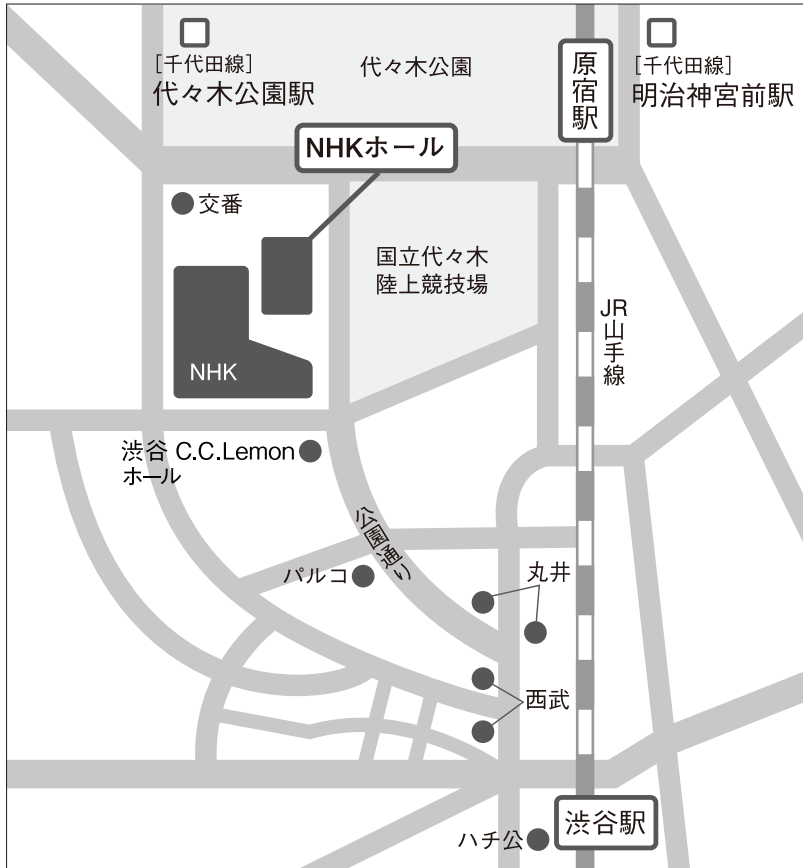 [千代田線]
代々木公園駅
代々木公園
原宿駅
[千代田線]
明治神宮前駅
NHKホール
交番
国立代々木
陸上競技場
JR山手線
NHK
渋谷 C.C.Lemon
ホール
公園通り
パルコ
丸井
西武
渋谷駅
ハチ公